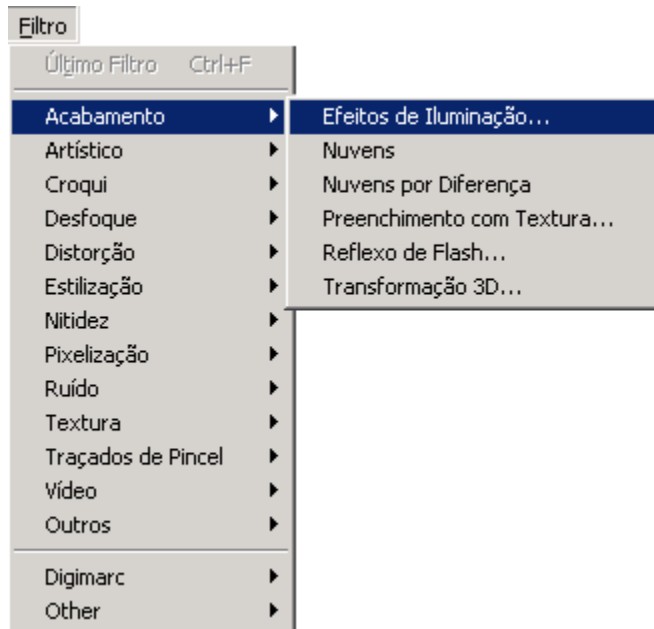 Filtro
Último Filtro Ctrl+F
Acabamento
Artístico
Croqui
Desfoque
Distorção
Estilização
Nitidez
Pixelização
Ruído
Textura
Traçados de Pincel
Vídeo
Outros
Digimarc
Other
Efeitos de Iluminação...
Nuvens
Nuvens por Diferença
Preenchimento com Textura...
Reflexo de Flash...
Transformação 3D...